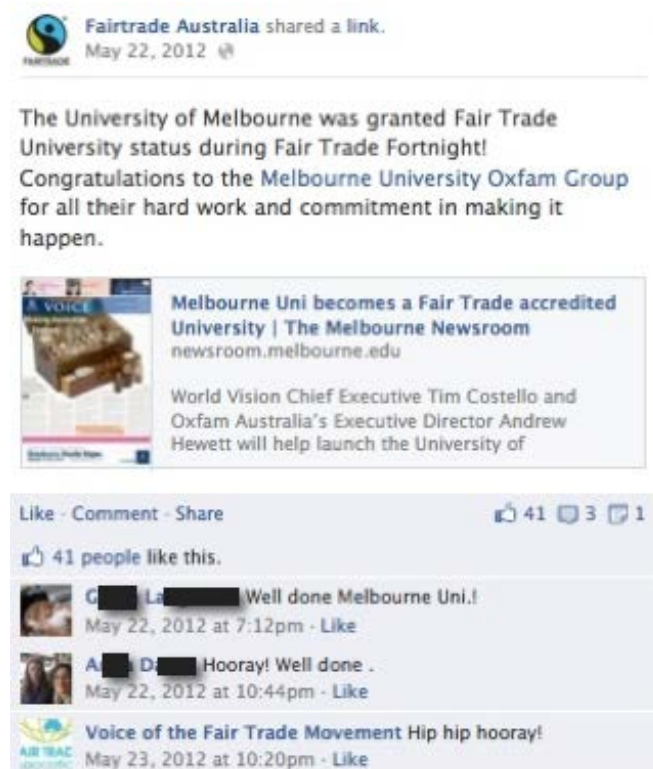 Fairtrade Australia shared a link.
May 22, 2012
FAIRTRADE
The University of Melbourne was granted Fair Trade
University status during Fair Trade Fortnight!
Congratulations to the Melbourne University Oxfam Group
for all their hard work and commitment in making it
happen.
VOICE
Melbourne Uni becomes a Fair Trade accredited
University | The Melbourne Newsroom
newsroom.melbourne.edu
World Vision Chief Executive Tim Costello and
Oxfam Australia's Executive Director Andrew
Hewett will help launch the University of
Like · Comment · Share 41 3 1
41 people like this.
G La Well done Melbourne Uni.!
May 22, 2012 at 7:12pm · Like
A D Hooray! Well done .
May 22, 2012 at 10:44pm · Like
Voice of the Fair Trade Movement Hip hip hooray!
May 23, 2012 at 10:20pm · Like